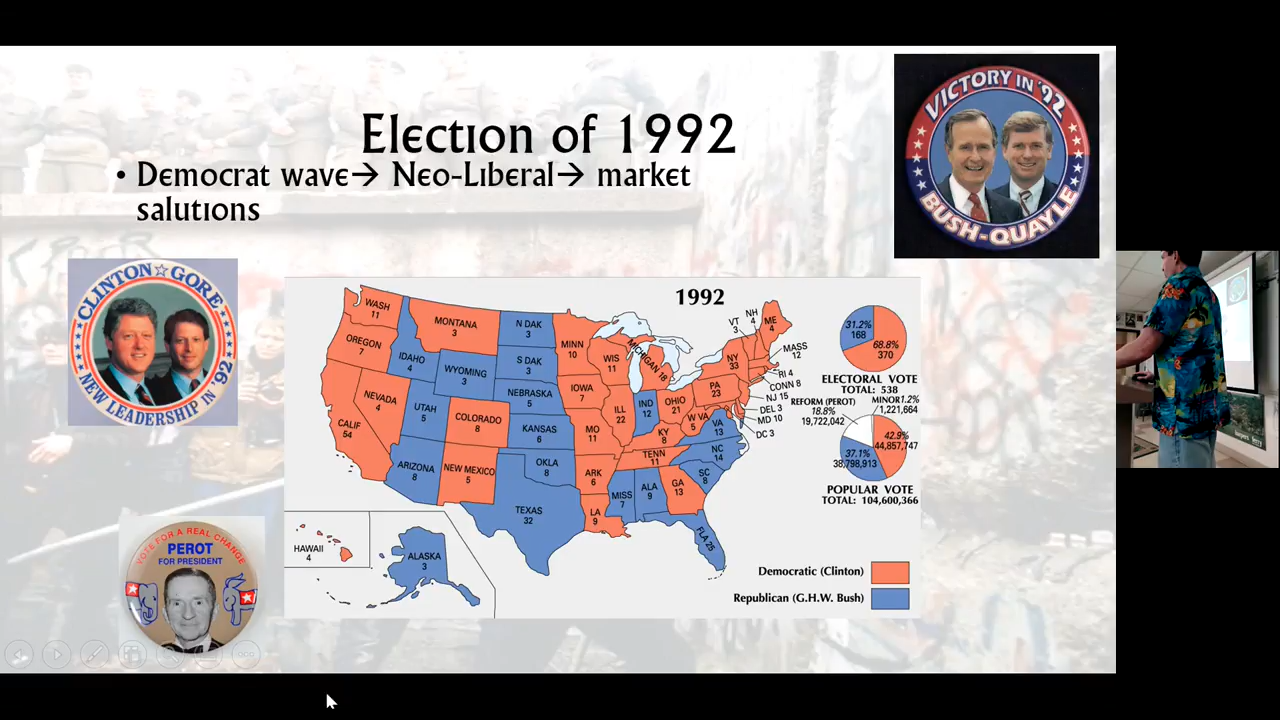 Election of 1992
• Democrat wave→ Neo-Liberal→ market
salutions
VICTORY IN '92
BUSH-QUAYLE
CLINTON☆GORE
NEW LEADERSHIP IN '92
VOTE FOR A REAL CHANGE
PEROT
FOR PRESIDENT
1992
WASH
11
OREGON
7
CALIF
54
NEVADA
4
IDAHO
4
MONTANA
3
WYOMING
3
UTAH
5
COLORADO
8
ARIZONA
8
NEW MEXICO
5
N DAK
3
S DAK
3
NEBRASKA
5
KANSAS
6
OKLA
8
TEXAS
32
MINN
10
IOWA
7
MO
11
ARK
6
LA
9
WIS
11
ILL
22
MICHIGAN 18
IND
12
OHIO
21
KY
8
TENN
11
MISS
7
ALA
9
GA
13
FLA 25
SC
8
NC
14
VA
13
W VA
5
PA
23
NY
33
VT
3
NH
4
ME
4
MASS
12
RI 4
CONN 8
NJ 15
DEL 3
MD 10
DC 3
HAWAII
4
ALASKA
3
31.2%
168
68.8%
370
ELECTORAL VOTE
TOTAL: 538
REFORM (PEROT)
18.8%
19,722,042
MINOR 1.2%
1,221,664
42.9%
44,857,747
37.1%
38,798,913
POPULAR VOTE
TOTAL: 104,600,366
Democratic (Clinton)
Republican (G.H.W. Bush)